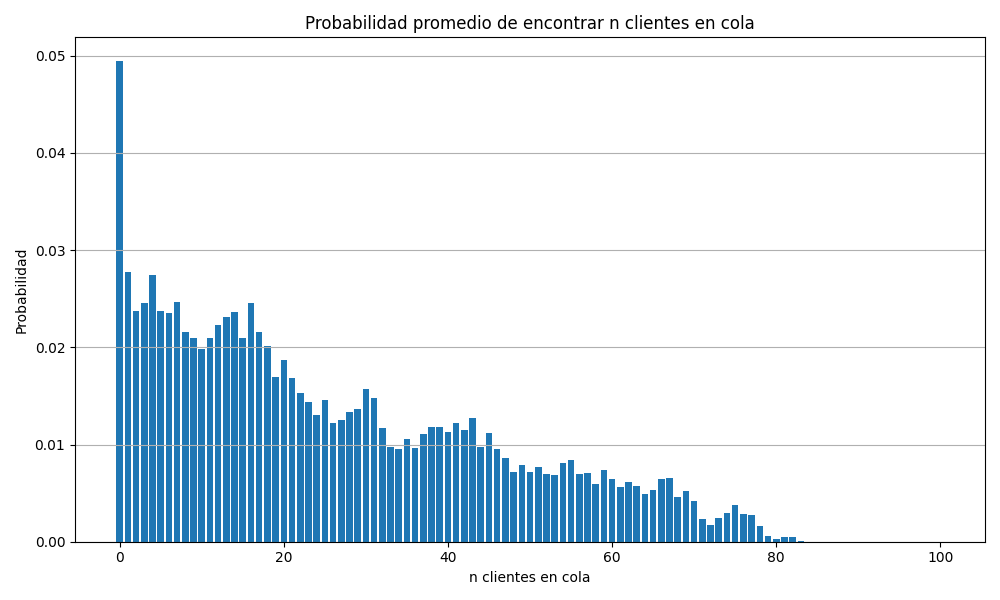 Probabilidad promedio de encontrar n clientes en cola
Probabilidad
0.05
0.04
0.03
0.02
0.01
0.00
0 20 40 60 80 100
n clientes en cola